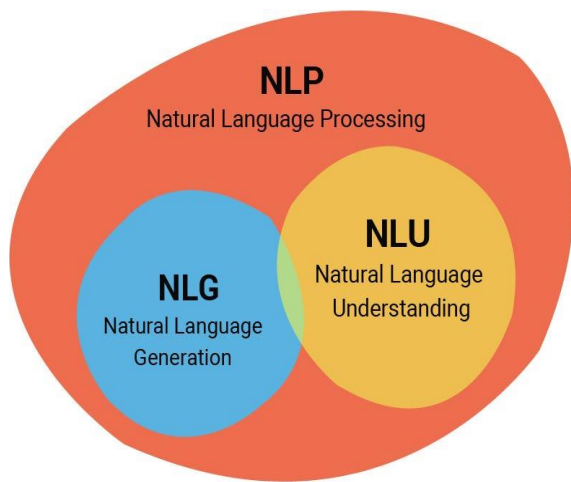 NLP
Natural Language Processing
NLU
Natural Language
Understanding
NLG
Natural Language
Generation